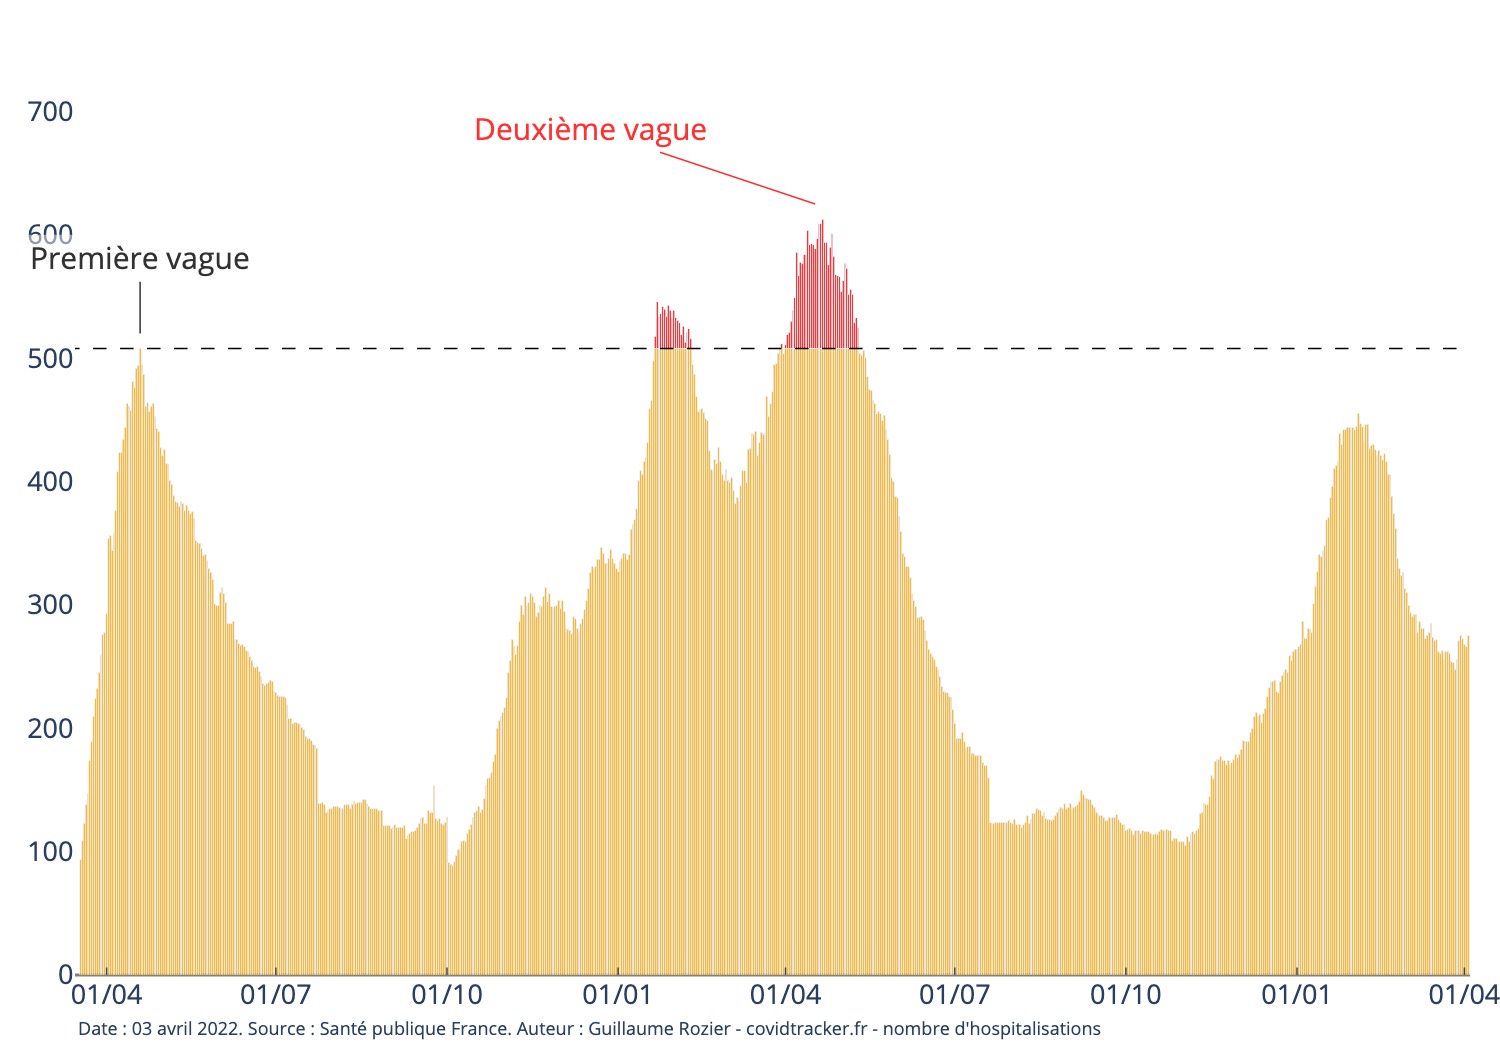 700
Deuxième vague
600
Première vague
500
400
300
200
100
0
01/04 01/07 01/10 01/01 01/04 01/07 01/10 01/01 01/04
Date : 03 avril 2022. Source : Santé publique France. Auteur : Guillaume Rozier - covidtracker.fr - nombre d'hospitalisations